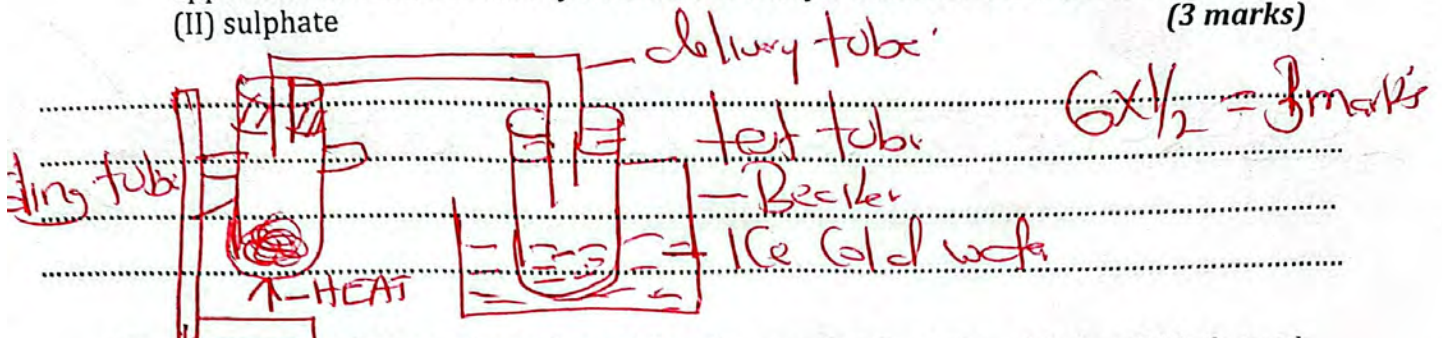 (II) sulphate (3 marks)
delivery tube
6 x 1/2 = 3 marks
test tube
ding tube
Beaker
Ice Cold water
↑-HEAT